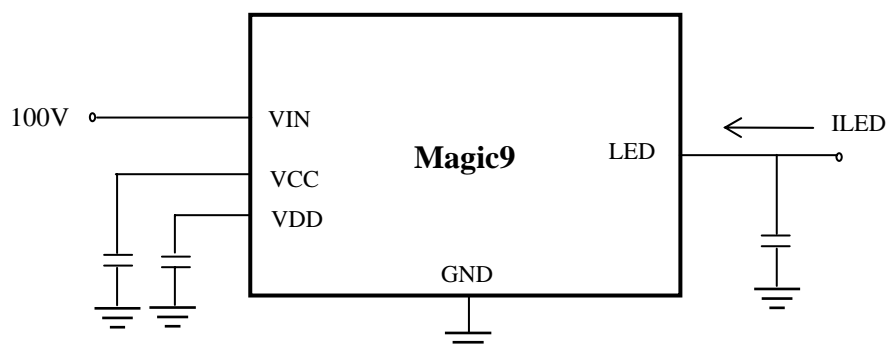 100V
VIN
ILED
Magic9
LED
VCC
VDD
GND